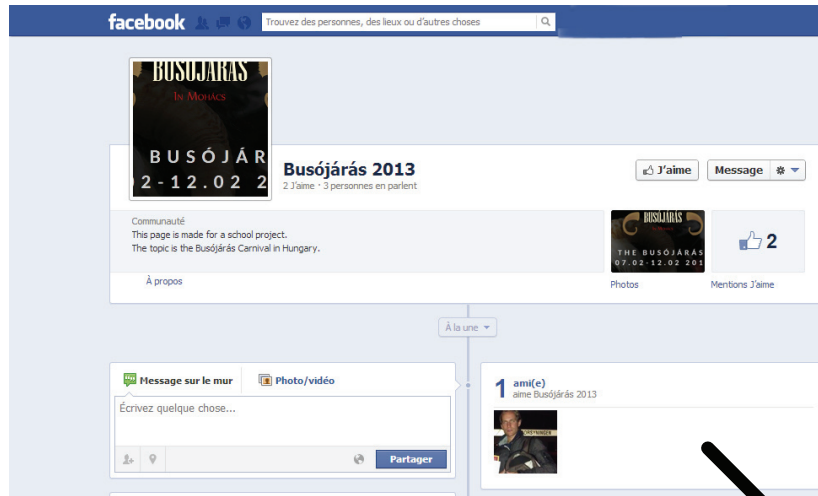 facebook
Trouvez des personnes, des lieux ou d'autres choses
BUSÓJÁRÁS
IN MOHÁCS
BUSÓJÁR
2-12.02 2
Busójárás 2013
2 J'aime · 3 personnes en parlent
J'aime
Message
Communauté
This page is made for a school project.
The topic is the Busójárás Carnival in Hungary.
À propos
BUSÓJÁRÁS
THE BUSÓJÁRÁS
07.02-12.02 201
Photos
2
Mentions J'aime
À la une
Message sur le mur
Photo/vidéo
Écrivez quelque chose...
Partager
1 ami(e)
aime Busójárás 2013